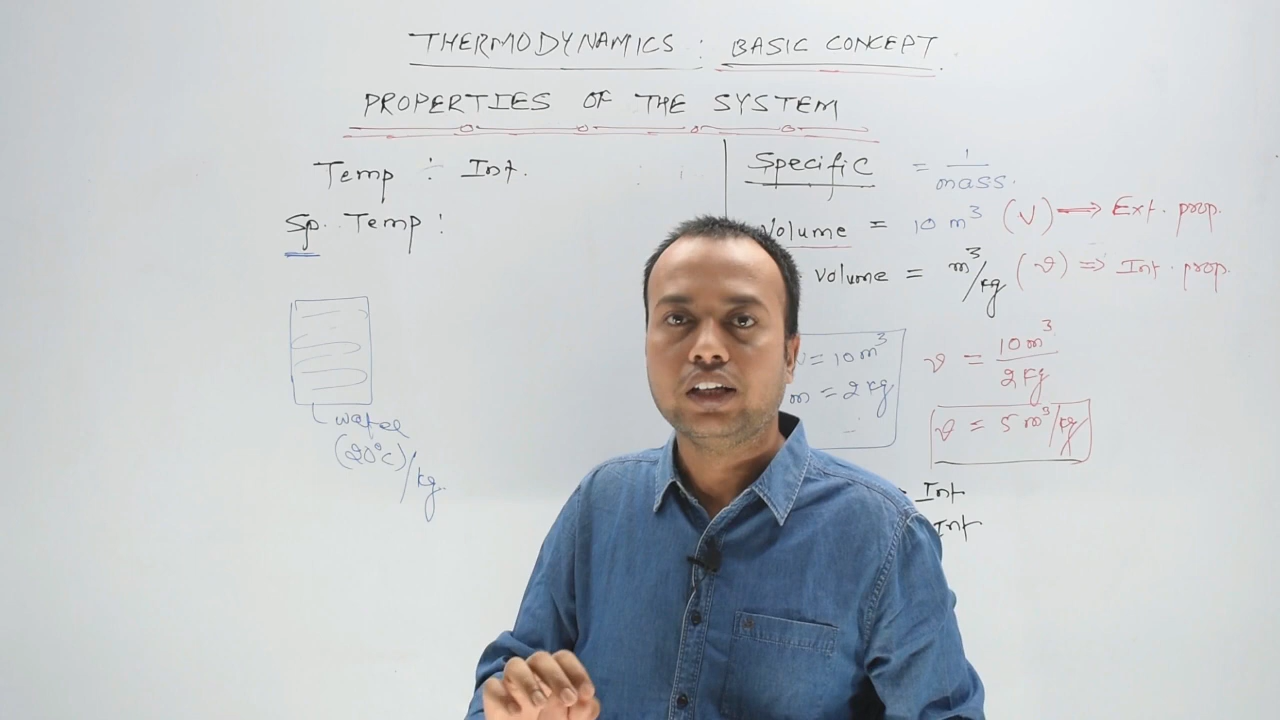 THERMODYNAMICS : BASIC CONCEPT
PROPERTIES OF THE SYSTEM
Temp : Int.
Sp. Temp :
water
(20°C)/kg.
Specific = 1/mass.
Volume = 10 m³ (V) ⇒ Ext. prop.
volume = m³/kg (v) ⇒ Int. prop.
V = 10 m³
m = 2 kg
v = 10 m³/2 kg
v = 5 m³/kg
Int
Int